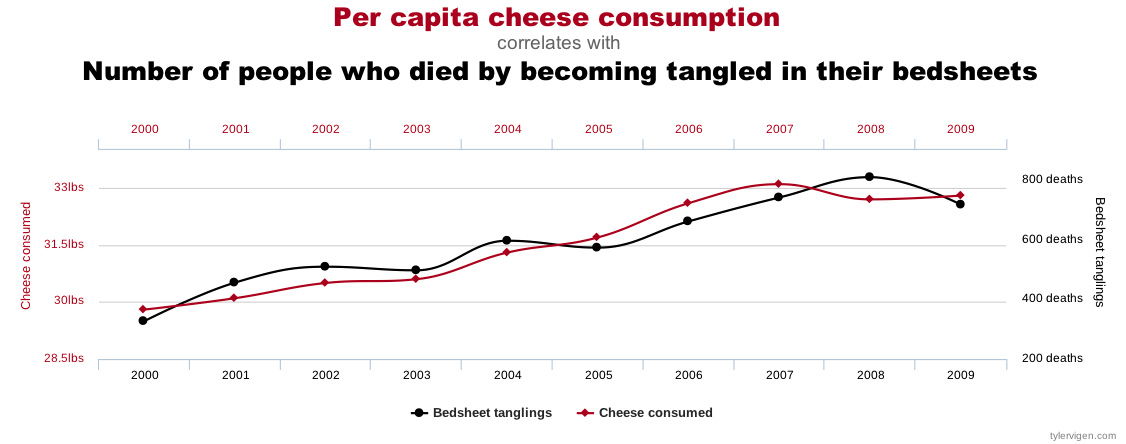 Per capita cheese consumption
correlates with
Number of people who died by becoming tangled in their bedsheets
2000 2001 2002 2003 2004 2005 2006 2007 2008 2009
33lbs
31.5lbs
30lbs
28.5lbs
Cheese consumed
800 deaths
600 deaths
400 deaths
200 deaths
Bedsheet tanglings
2000 2001 2002 2003 2004 2005 2006 2007 2008 2009
Bedsheet tanglings Cheese consumed
tylervigen.com